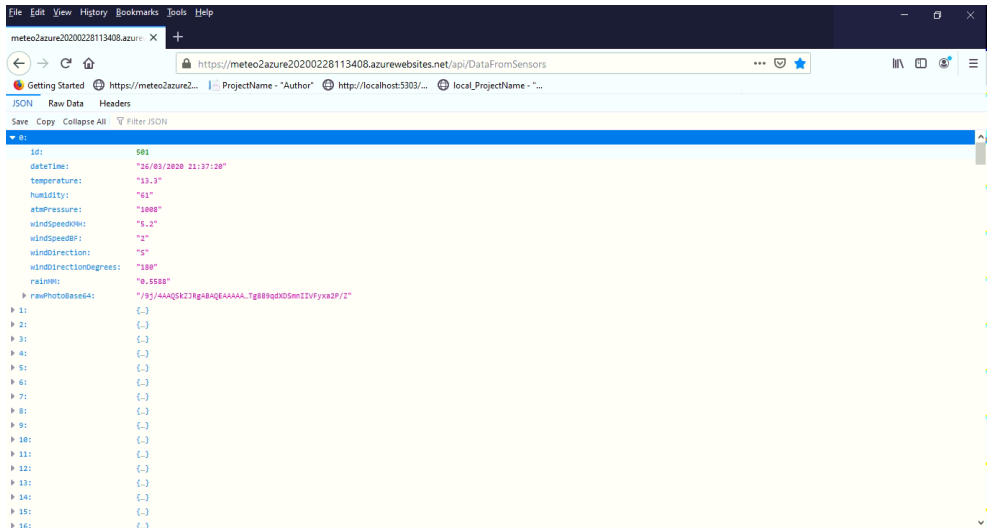 File Edit View History Bookmarks Tools Help
meteo2azure20200228113408.azure
https://meteo2azure20200228113408.azurewebsites.net/api/DataFromSensors
Getting Started https://meteo2azure2... ProjectName - "Author" http://localhost:5303/... local_ProjectName - "...
JSON Raw Data Headers
Save Copy Collapse All Filter JSON
0:
id: 501
dateTime: "26/03/2020 21:37:20"
temperature: "13.3"
humidity: "61"
atmPressure: "1008"
windSpeedKMH: "5.2"
windSpeedBF: "2"
windDirection: "S"
windDirectionDegrees: "180"
rainMM: "0.5588"
rawPhotoBase64:
1: {…}
2: {…}
3: {…}
4: {…}
5: {…}
6: {…}
7: {…}
8: {…}
9: {…}
10: {…}
11: {…}
12: {…}
13: {…}
14: {…}
15: {…}
16: {…}